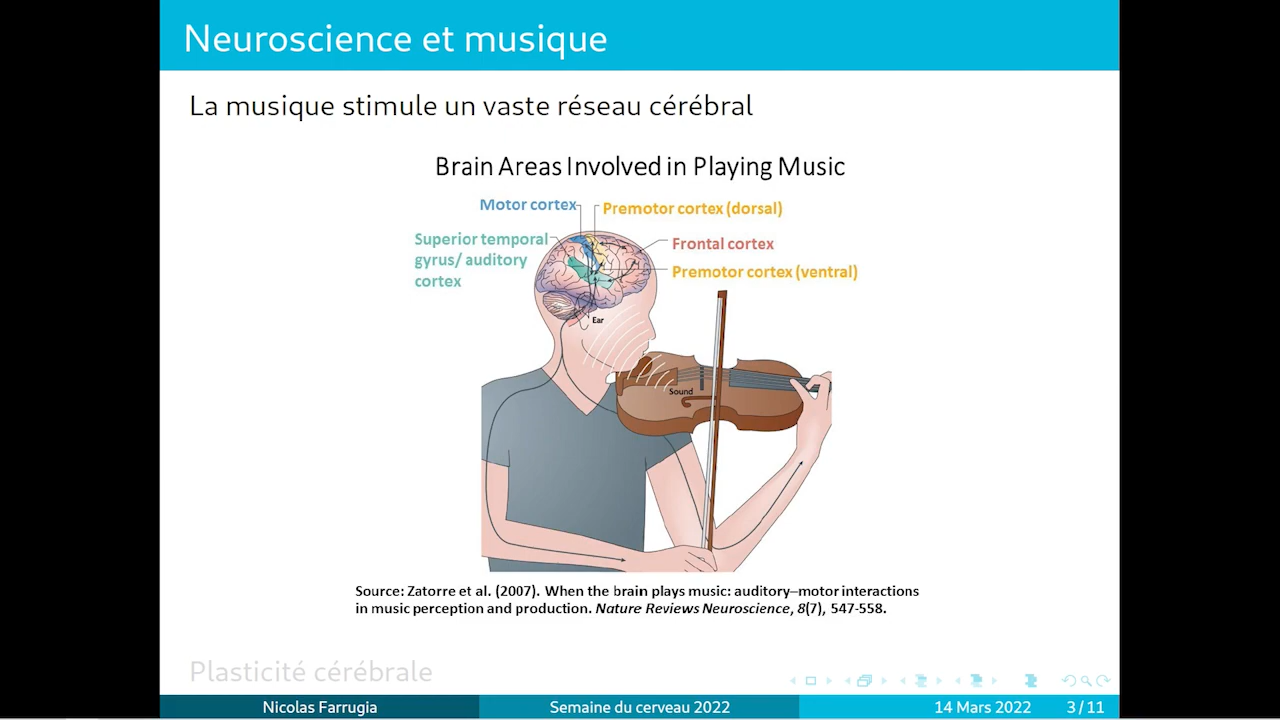 Neuroscience et musique
La musique stimule un vaste réseau cérébral
Brain Areas Involved in Playing Music
Motor cortex
Premotor cortex (dorsal)
Superior temporal
gyrus/ auditory
cortex
Frontal cortex
Premotor cortex (ventral)
Ear
Sound
Source: Zatorre et al. (2007). When the brain plays music: auditory–motor interactions
in music perception and production. Nature Reviews Neuroscience, 8(7), 547-558.
Plasticité cérébrale
Nicolas Farrugia
Semaine du cerveau 2022
14 Mars 2022
3 / 11